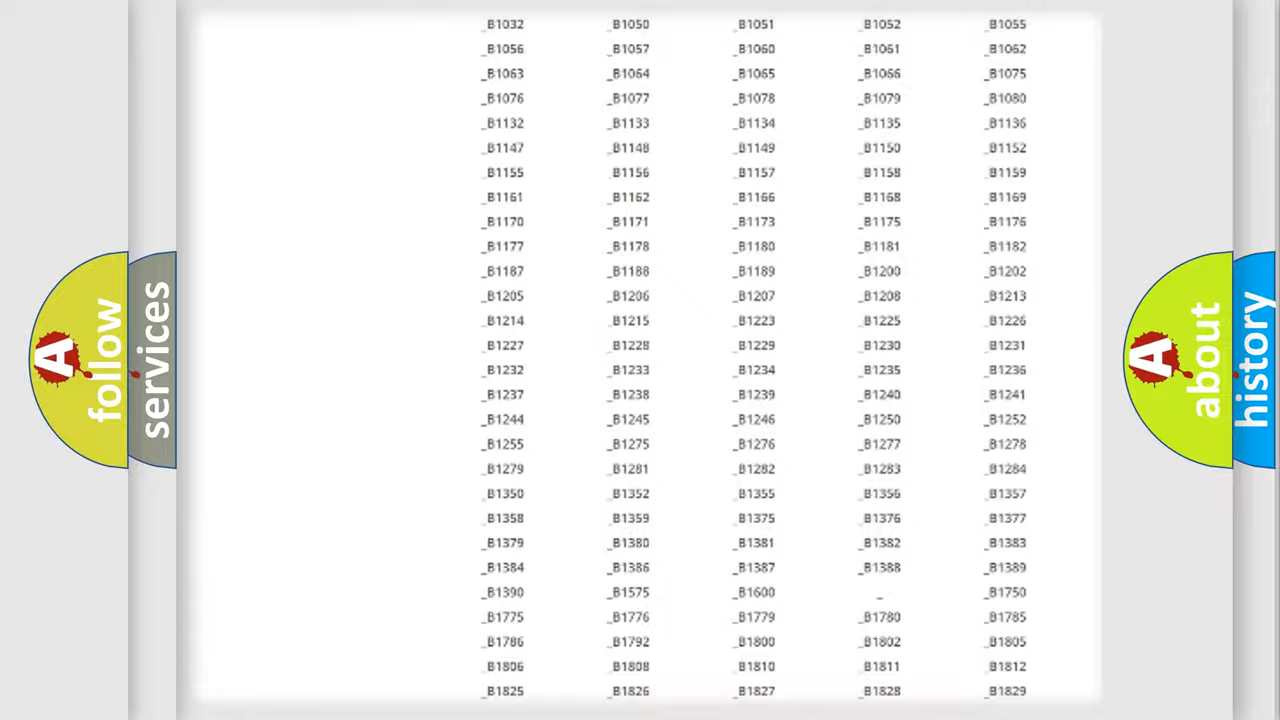 _B1032 _B1050 _B1051 _B1052 _B1055
_B1056 _B1057 _B1060 _B1061 _B1062
_B1063 _B1064 _B1065 _B1066 _B1075
_B1076 _B1077 _B1078 _B1079 _B1080
_B1132 _B1133 _B1134 _B1135 _B1136
_B1147 _B1148 _B1149 _B1150 _B1152
_B1155 _B1156 _B1157 _B1158 _B1159
_B1161 _B1162 _B1166 _B1168 _B1169
_B1170 _B1171 _B1173 _B1175 _B1176
_B1177 _B1178 _B1180 _B1181 _B1182
_B1187 _B1188 _B1189 _B1200 _B1202
_B1205 _B1206 _B1207 _B1208 _B1213
_B1214 _B1215 _B1223 _B1225 _B1226
_B1227 _B1228 _B1229 _B1230 _B1231
_B1232 _B1233 _B1234 _B1235 _B1236
_B1237 _B1238 _B1239 _B1240 _B1241
_B1244 _B1245 _B1246 _B1250 _B1252
_B1255 _B1275 _B1276 _B1277 _B1278
_B1279 _B1281 _B1282 _B1283 _B1284
_B1350 _B1352 _B1355 _B1356 _B1357
_B1358 _B1359 _B1375 _B1376 _B1377
_B1379 _B1380 _B1381 _B1382 _B1383
_B1384 _B1386 _B1387 _B1388 _B1389
_B1390 _B1575 _B1600 _ _B1750
_B1775 _B1776 _B1779 _B1780 _B1785
_B1786 _B1792 _B1800 _B1802 _B1805
_B1806 _B1808 _B1810 _B1811 _B1812
_B1825 _B1826 _B1827 _B1828 _B1829
A
follow
services
A
about
history